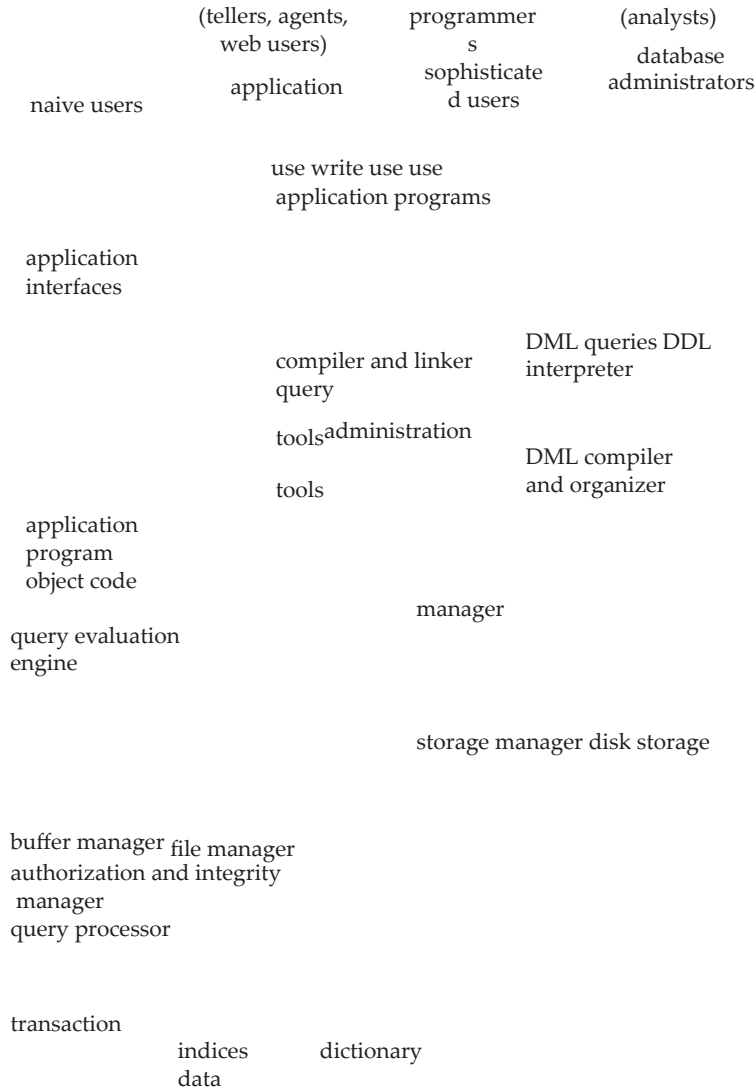 (tellers, agents,
web users)
application
programmer
s
sophisticate
d users
(analysts)
database
administrators
naive users
use write use use
application programs
application
interfaces
compiler and linker
query
DML queries DDL
interpreter
toolsadministration
tools
DML compiler
and organizer
application
program
object code
manager
query evaluation
engine
storage manager disk storage
buffer manager file manager
authorization and integrity
manager
query processor
transaction
indices dictionary
data